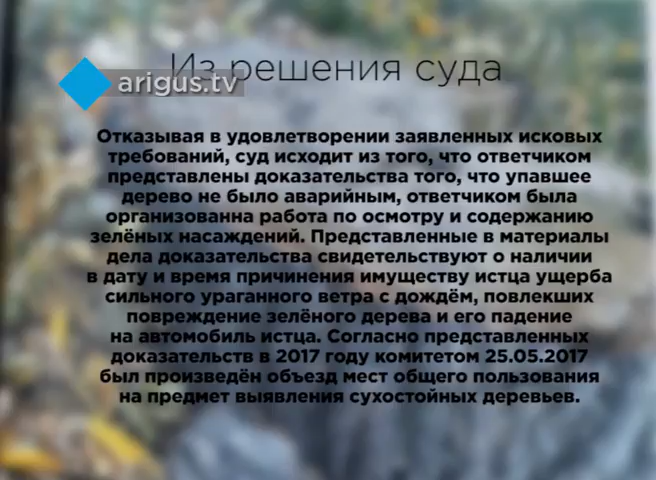 Из решения суда
arigus.tv
Отказывая в удовлетворении заявленных исковых
требований, суд исходит из того, что ответчиком
представлены доказательства того, что упавшее
дерево не было аварийным, ответчиком была
организованна работа по осмотру и содержанию
зелёных насаждений. Представленные в материалы
дела доказательства свидетельствуют о наличии
в дату и время причинения имуществу истца ущерба
сильного ураганного ветра с дождём, повлекших
повреждение зелёного дерева и его падение
на автомобиль истца. Согласно представленных
доказательств в 2017 году комитетом 25.05.2017
был произведён объезд мест общего пользования
на предмет выявления сухостойных деревьев.